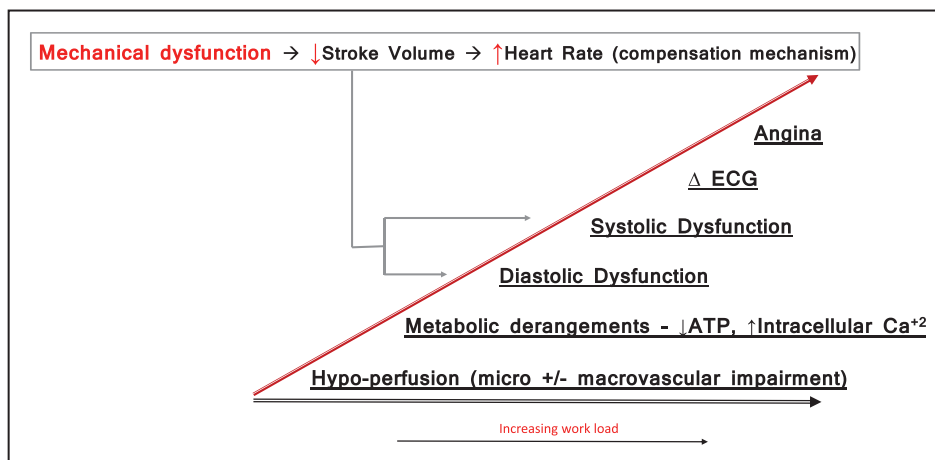 Mechanical dysfunction → ↓Stroke Volume → ↑Heart Rate (compensation mechanism)
Angina
Δ ECG
Systolic Dysfunction
Diastolic Dysfunction
Metabolic derangements - ↓ATP, ↑Intracellular Ca⁺²
Hypo-perfusion (micro +/- macrovascular impairment)
Increasing work load